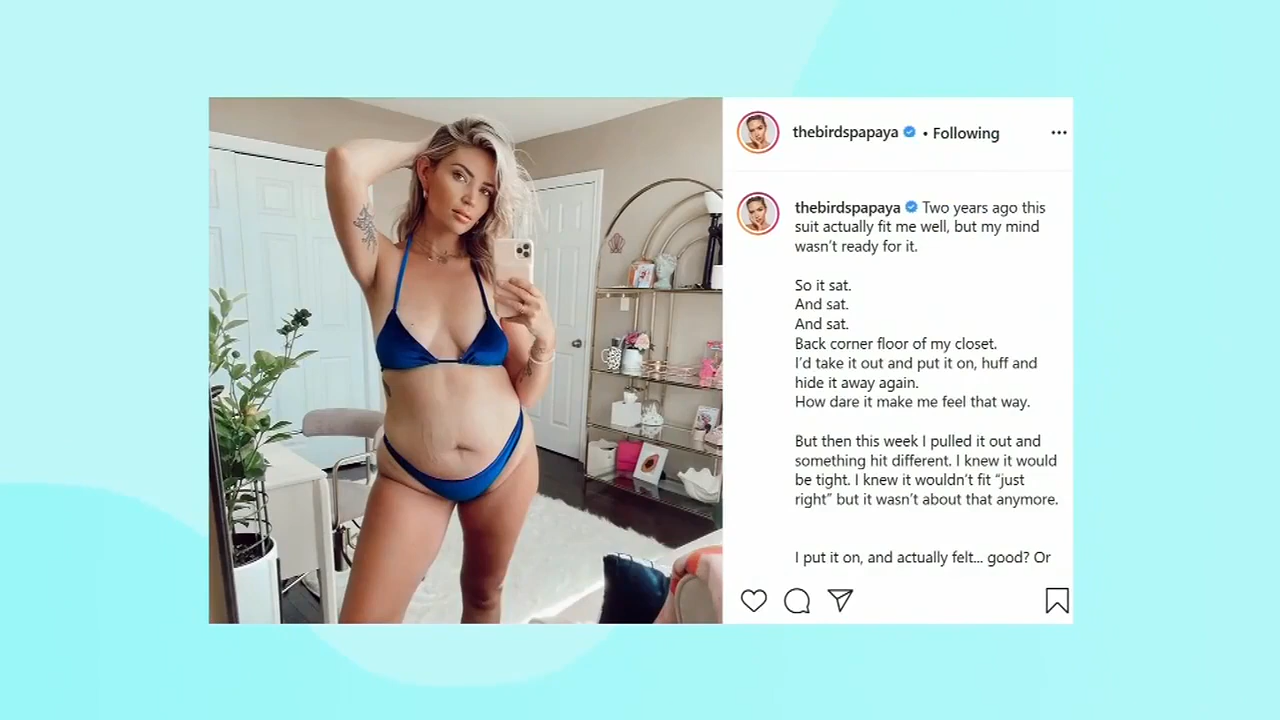 thebirdspapaya • Following
thebirdspapaya Two years ago this
suit actually fit me well, but my mind
wasn't ready for it.
So it sat.
And sat.
And sat.
Back corner floor of my closet.
I'd take it out and put it on, huff and
hide it away again.
How dare it make me feel that way.
But then this week I pulled it out and
something hit different. I knew it would
be tight. I knew it wouldn't fit “just
right” but it wasn't about that anymore.
I put it on, and actually felt... good? Or